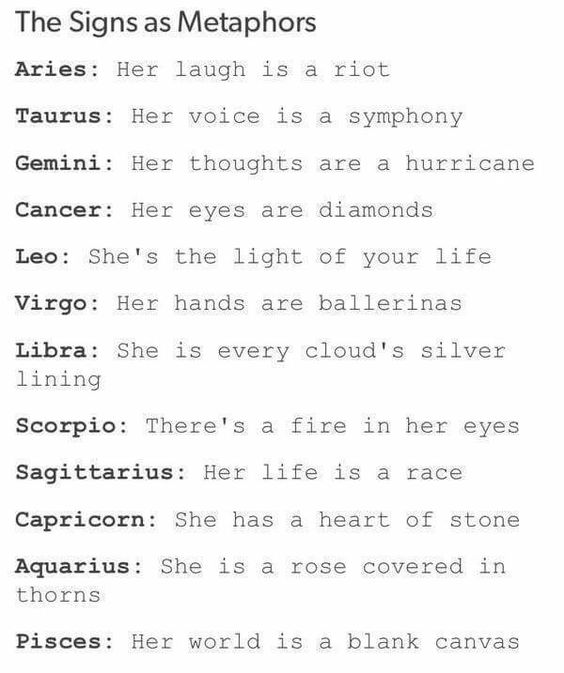 The Signs as Metaphors
Aries: Her laugh is a riot
Taurus: Her voice is a symphony
Gemini: Her thoughts are a hurricane
Cancer: Her eyes are diamonds
Leo: She's the light of your life
Virgo: Her hands are ballerinas
Libra: She is every cloud's silver
lining
Scorpio: There's a fire in her eyes
Sagittarius: Her life is a race
Capricorn: She has a heart of stone
Aquarius: She is a rose covered in
thorns
Pisces: Her world is a blank canvas